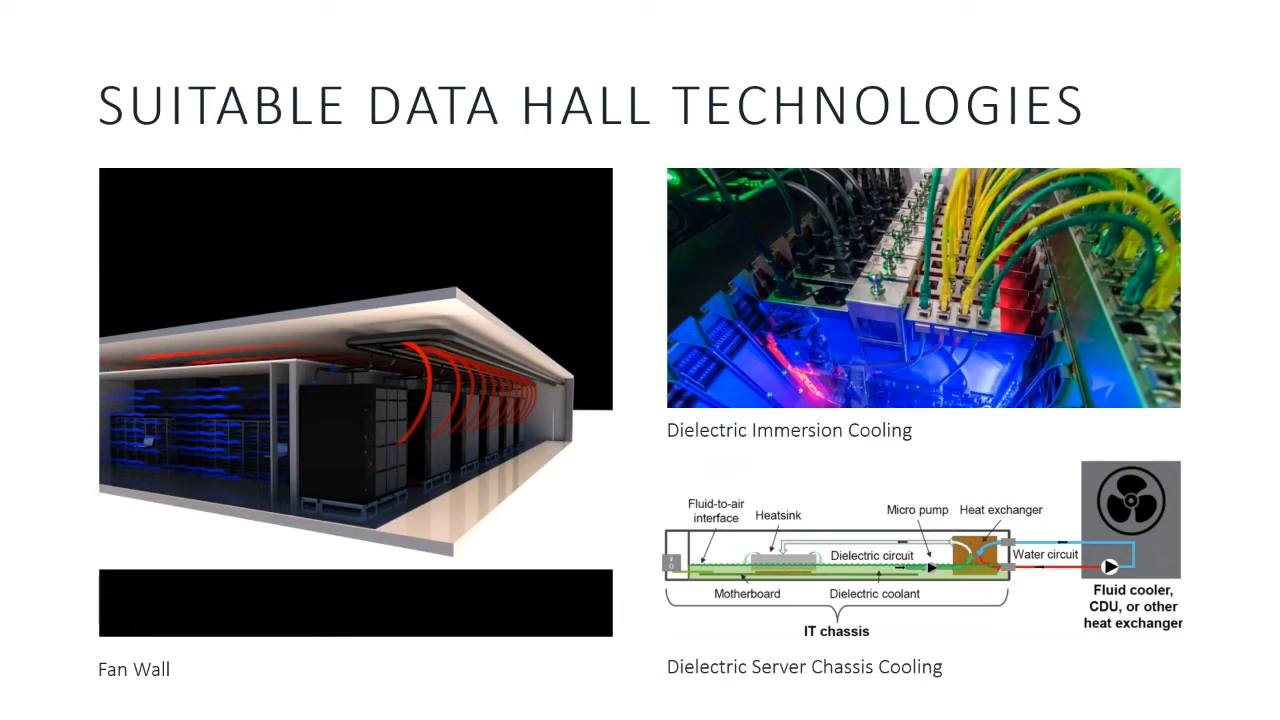 SUITABLE DATA HALL TECHNOLOGIES
Fan Wall
Dielectric Immersion Cooling
Fluid-to-air
interface
Heatsink
Micro pump
Heat exchanger
Dielectric circuit
Water circuit
Motherboard
Dielectric coolant
IT chassis
Fluid cooler,
CDU, or other
heat exchanger
Dielectric Server Chassis Cooling